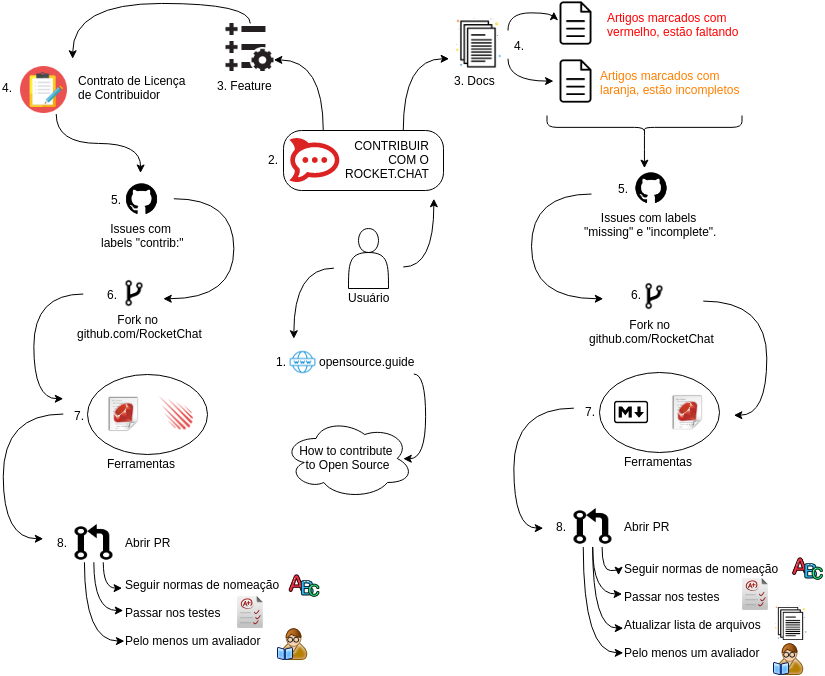 Artigos marcados com
vermelho, estão faltando
4.
3. Feature
3. Docs
Artigos marcados com
laranja, estão incompletos
4.
Contrato de Licença
de Contribuidor
2.
CONTRIBUIR
COM O
ROCKET.CHAT
5.
Issues com
labels "contrib:"
5.
Issues com labels
"missing" e "incomplete".
Usuário
6.
Fork no
github.com/RocketChat
6.
Fork no
github.com/RocketChat
1.
opensource.guide
How to contribute
to Open Source
7.
Ferramentas
7.
M
Ferramentas
8.
Abrir PR
Seguir normas de nomeação
ABC
Passar nos testes
A+
Pelo menos um avaliador
8.
Abrir PR
Seguir normas de nomeação
ABC
Passar nos testes
A+
Atualizar lista de arquivos
Pelo menos um avaliador